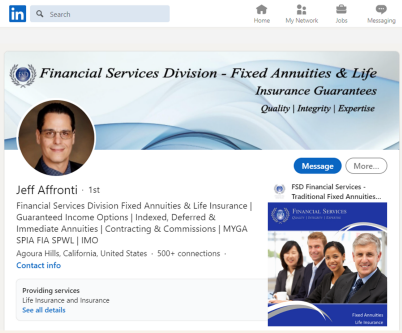 in
Search
Home
My Network
Jobs
Messaging
Financial Services Division - Fixed Annuities & Life
Insurance Guarantees
Quality | Integrity | Expertise
Message
More...
Jeff Affronti · 1st
Financial Services Division Fixed Annuities & Life Insurance |
Guaranteed Income Options | Indexed, Deferred &
Immediate Annuities | Contracting & Commissions | MYGA
SPIA FIA SPWL | IMO
Agoura Hills, California, United States · 500+ connections ·
Contact info
Providing services
Life Insurance and Insurance
See all details
FSD Financial Services -
Traditional Fixed Annuities...
Financial Services
Fixed Annuities
Life Insurance